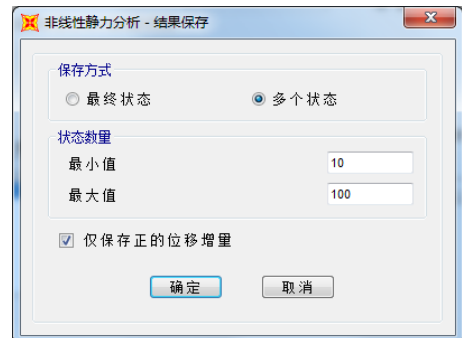 非线性静力分析 - 结果保存
保存方式
最终状态 多个状态
状态数量
最小值 10
最大值 100
仅保存正的位移增量
确定 取消